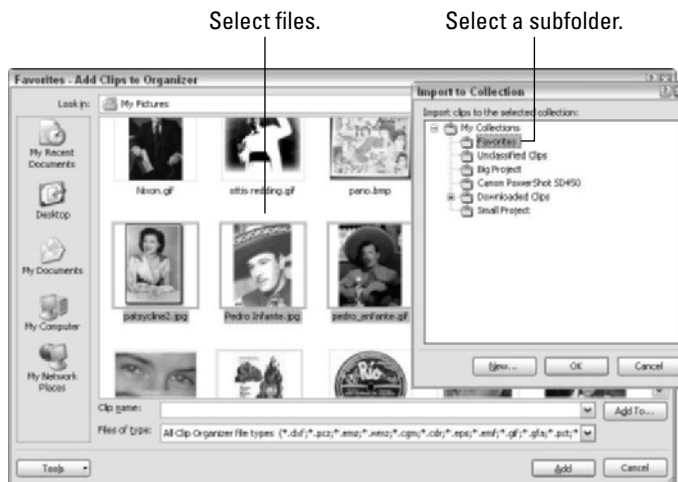 Select files.
Select a subfolder.
Favorites - Add Clips to Organizer
Look in:
My Pictures
My Recent Documents
Desktop
My Documents
My Computer
My Network Places
Nixon.gif
ottis redding.gif
pano.bmp
patsycline2.jpg
Pedro Infante.jpg
pedro_enfante.gif
Rio
Clip name:
Add To...
Files of type:
All Clip Organizer file types (*.dxf;*.pcz;*.emz;*.wmz;*.cgm;*.cdr;*.eps;*.emf;*.gif;*.gfa;*.pct;*
Tools
Add
Cancel
Import to Collection
Import clips to the selected collection:
My Collections
Favorites
Unclassified Clips
Big Project
Canon PowerShot SD450
Downloaded Clips
Small Project
New...
OK
Cancel